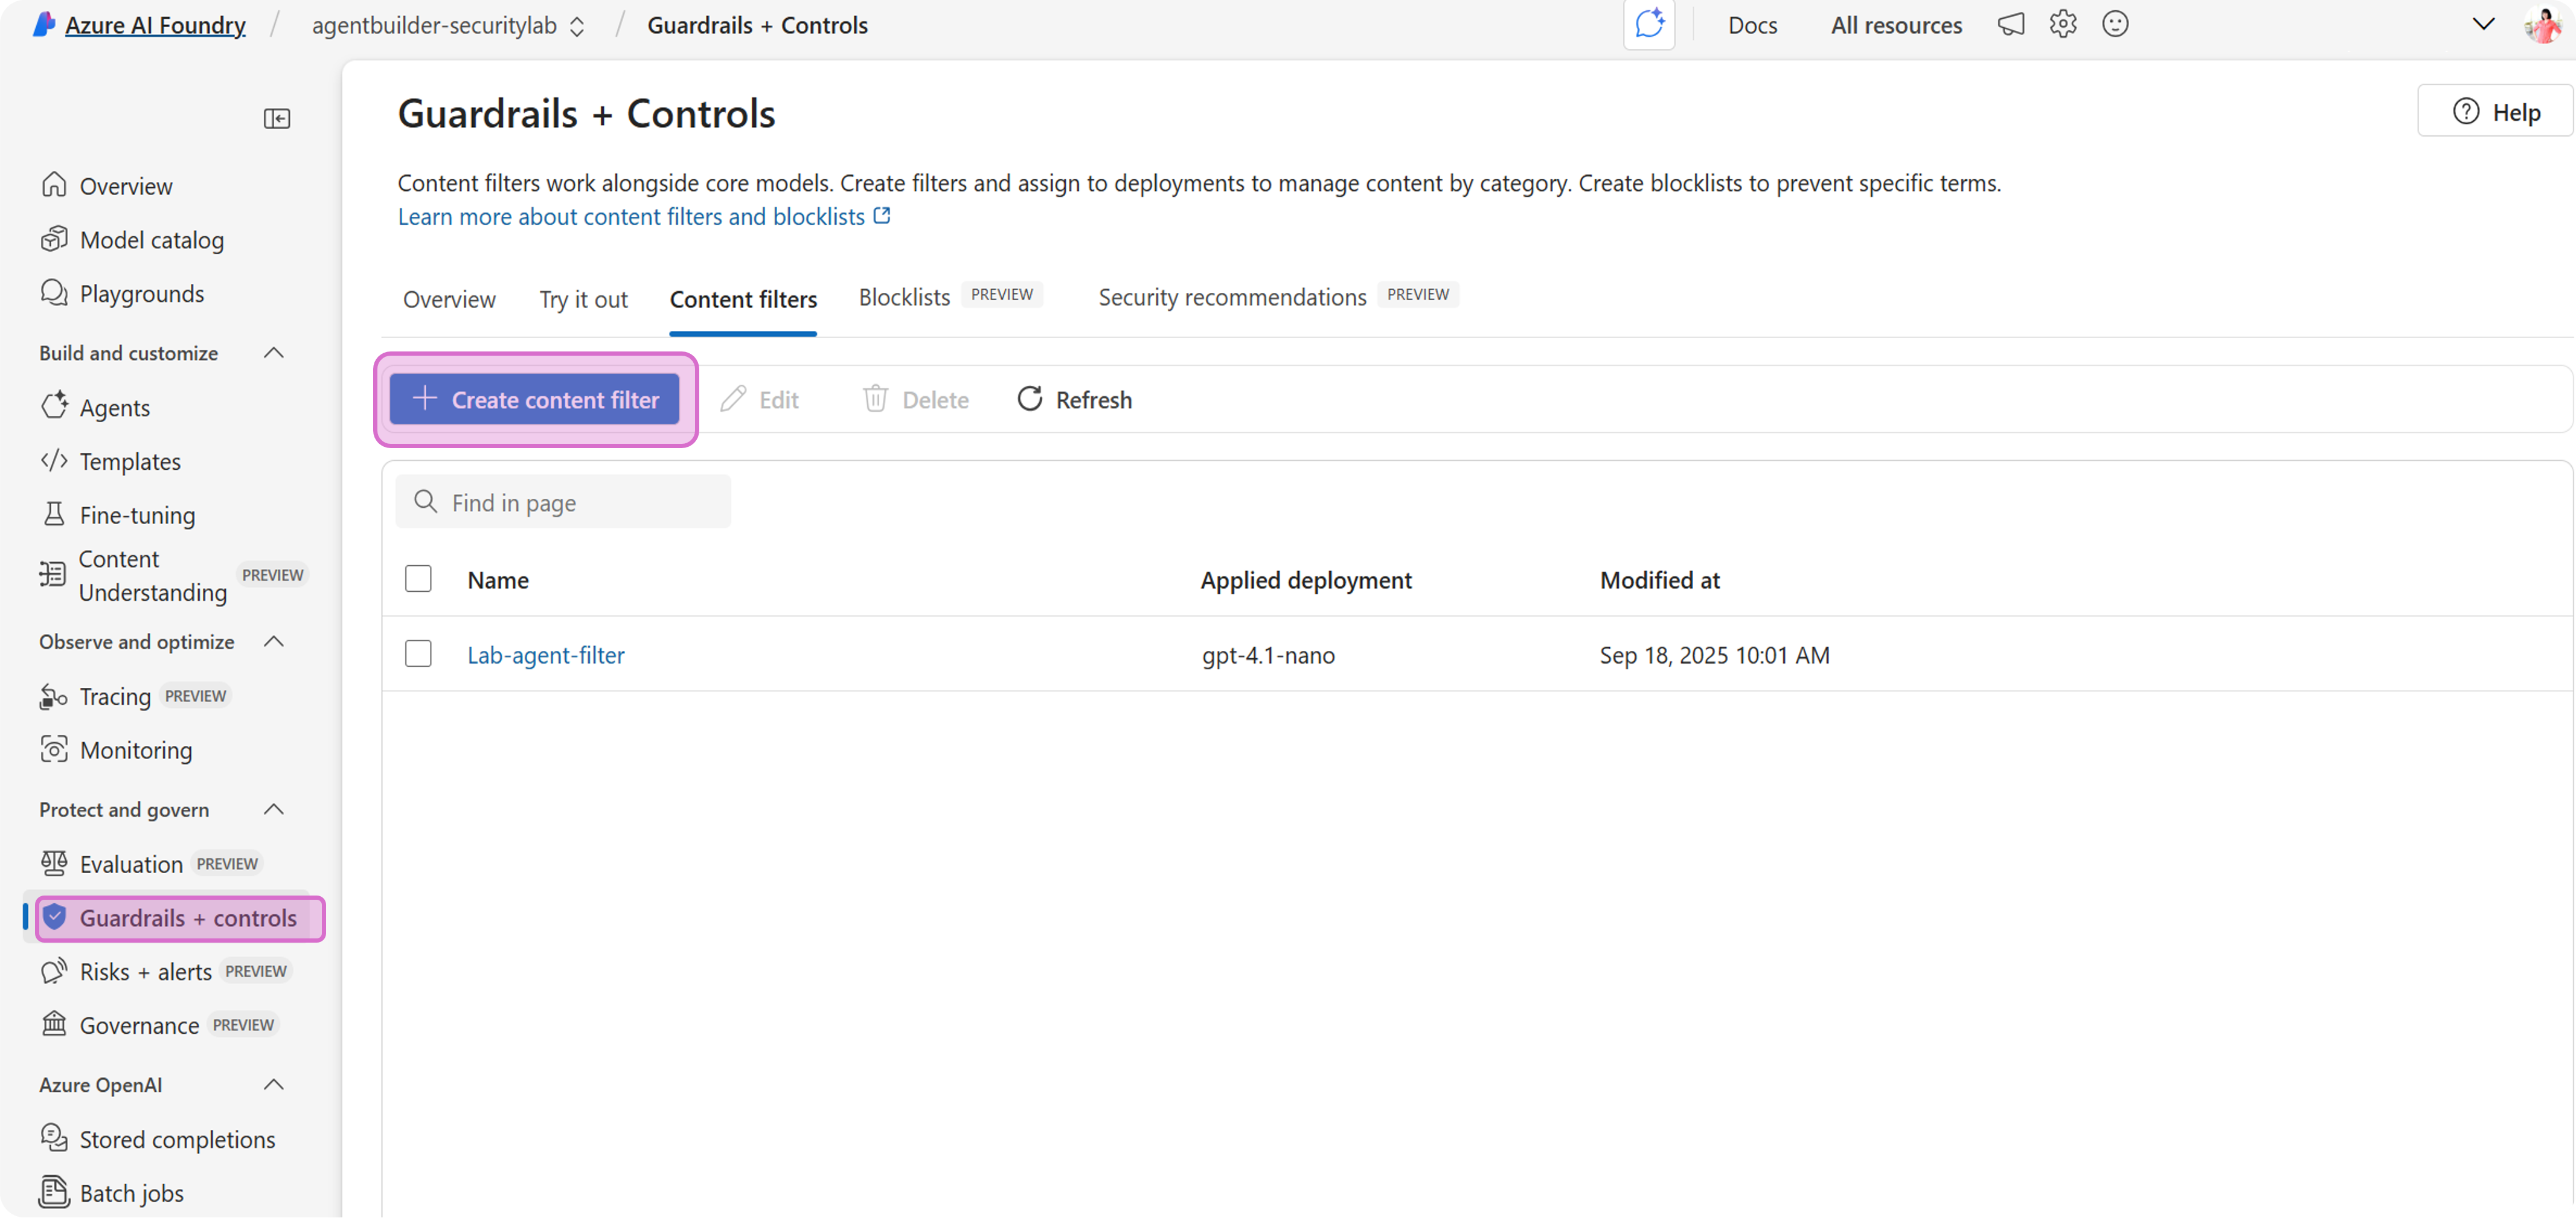 Azure AI Foundry / agentbuilder-securitylab / Guardrails + Controls Docs All resources
Guardrails + Controls
Help
Content filters work alongside core models. Create filters and assign to deployments to manage content by category. Create blocklists to prevent specific terms.
Learn more about content filters and blocklists
Overview Try it out Content filters Blocklists PREVIEW Security recommendations PREVIEW
Create content filter Edit Delete Refresh
Find in page
Name Applied deployment Modified at
Lab-agent-filter gpt-4.1-nano Sep 18, 2025 10:01 AM
Overview
Model catalog
Playgrounds
Build and customize
Agents
Templates
Fine-tuning
Content
Understanding PREVIEW
Observe and optimize
Tracing PREVIEW
Monitoring
Protect and govern
Evaluation PREVIEW
Guardrails + controls
Risks + alerts PREVIEW
Governance PREVIEW
Azure OpenAI
Stored completions
Batch jobs